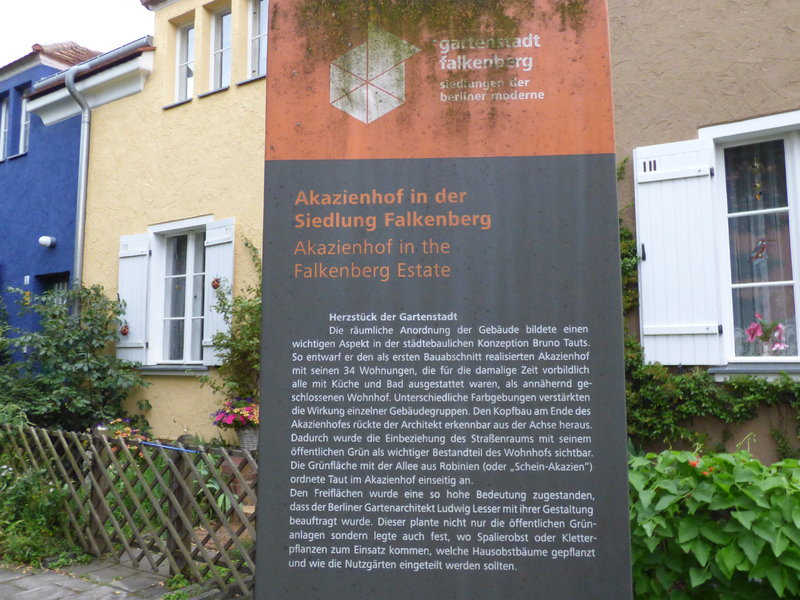 gartenstadt
falkenberg
siedlungen der
berliner moderne
Akazienhof in der
Siedlung Falkenberg
Akazienhof in the
Falkenberg Estate
Herzstück der Gartenstadt
Die räumliche Anordnung der Gebäude bildete einen
wichtigen Aspekt in der städtebaulichen Konzeption Bruno Tauts.
So entwarf er den als ersten Bauabschnitt realisierten Akazienhof
mit seinen 34 Wohnungen, die für die damalige Zeit vorbildlich
alle mit Küche und Bad ausgestattet waren, als annähernd ge-
schlossenen Wohnhof. Unterschiedliche Farbgebungen verstärkten
die Wirkung einzelner Gebäudegruppen. Den Kopfbau am Ende des
Akazienhofes rückte der Architekt erkennbar aus der Achse heraus.
Dadurch wurde die Einbeziehung des Straßenraums mit seinem
öffentlichen Grün als wichtiger Bestandteil des Wohnhofs sichtbar.
Die Grünfläche mit der Allee aus Robinien (oder „Schein-Akazien")
ordnete Taut im Akazienhof einseitig an.
Den Freiflächen wurde eine so hohe Bedeutung zugestanden,
dass der Berliner Gartenarchitekt Ludwig Lesser mit ihrer Gestaltung
beauftragt wurde. Dieser plante nicht nur die öffentlichen Grün-
anlagen sondern legte auch fest, wo Spalierobst oder Kletter-
pflanzen zum Einsatz kommen, welche Hausobstbäume gepflanzt
und wie die Nutzgärten eingeteilt werden sollten.